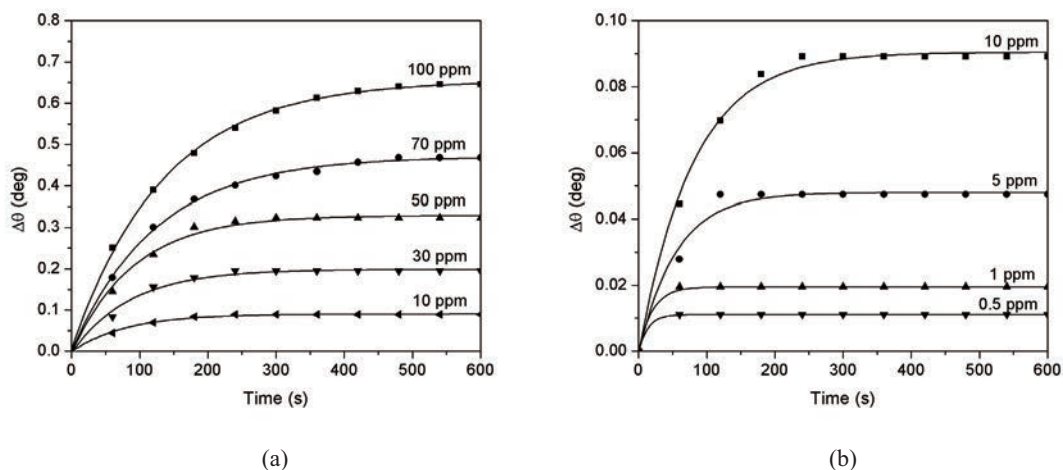 0.8
0.7
0.6
0.5
0.4
0.3
0.2
0.1
0.0
Δθ (deg)
100 ppm
70 ppm
50 ppm
30 ppm
10 ppm
0 100 200 300 400 500 600
Time (s)
(a)
0.10
0.08
0.06
0.04
0.02
0.00
Δθ (deg)
10 ppm
5 ppm
1 ppm
0.5 ppm
0 100 200 300 400 500 600
Time (s)
(b)